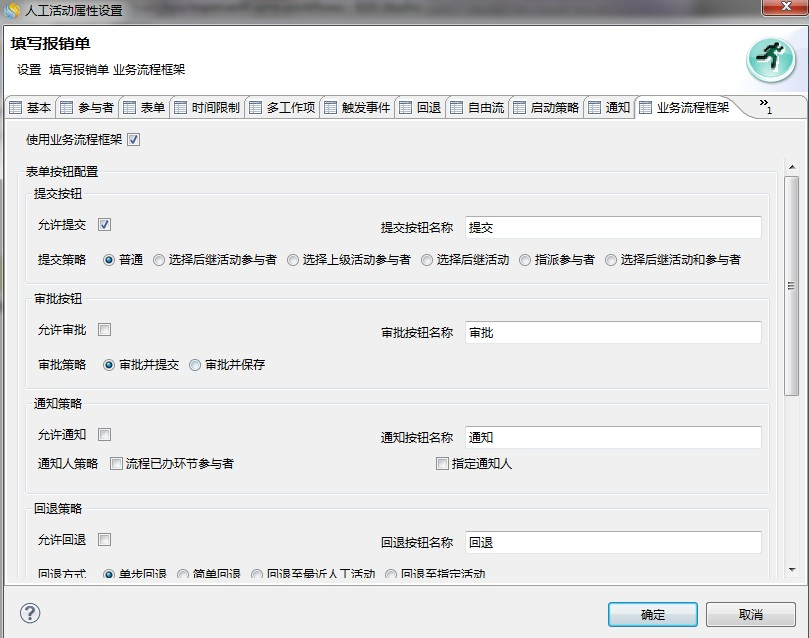 人工活动属性设置
填写报销单
设置 填写报销单 业务流程框架
基本 参与者 表单 时间限制 多工作项 触发事件 回退 自由流 启动策略 通知 业务流程框架 »1
使用业务流程框架
表单按钮配置
提交按钮
允许提交 提交按钮名称 提交
提交策略 普通 选择后继活动参与者 选择上级活动参与者 选择后继活动 指派参与者 选择后继活动和参与者
审批按钮
允许审批 审批按钮名称 审批
审批策略 审批并提交 审批并保存
通知策略
允许通知 通知按钮名称 通知
通知人策略 流程已办环节参与者 指定通知人
回退策略
允许回退 回退按钮名称 回退
回退方式 单步回退 简单回退 回退至最近人工活动 回退至指定活动
? 确定 取消